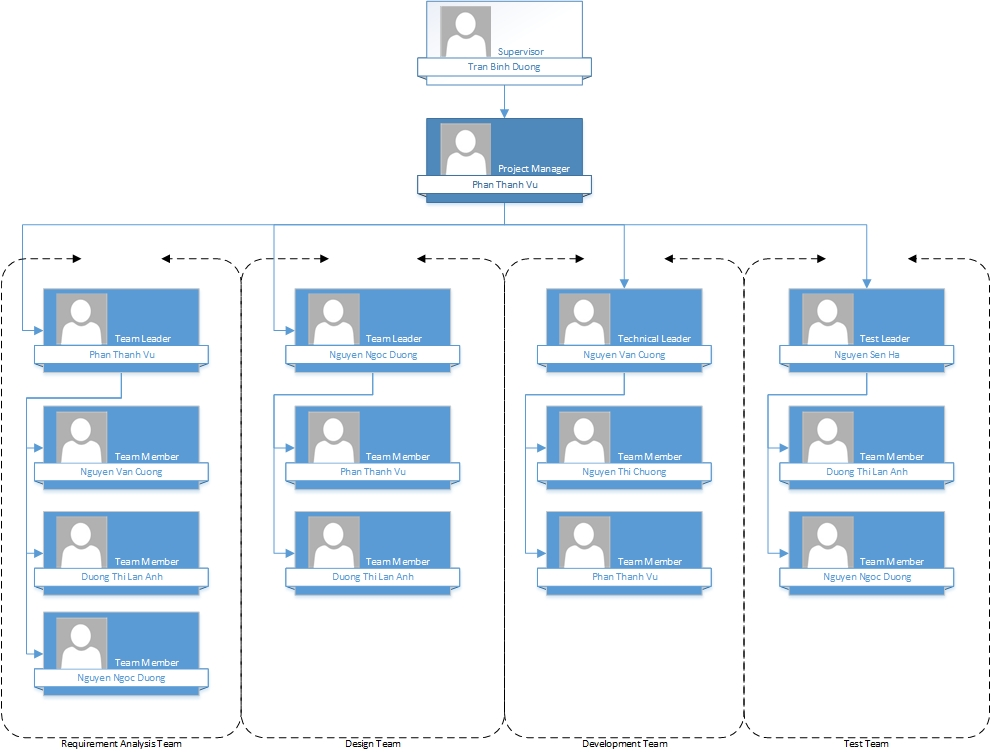 Supervisor
Tran Binh Duong
Project Manager
Phan Thanh Vu
Team Leader
Phan Thanh Vu
Team Member
Nguyen Van Cuong
Team Member
Duong Thi Lan Anh
Team Member
Nguyen Ngoc Duong
Requirement Analysis Team
Team Leader
Nguyen Ngoc Duong
Team Member
Phan Thanh Vu
Team Member
Duong Thi Lan Anh
Design Team
Technical Leader
Nguyen Van Cuong
Team Member
Nguyen Thi Chuong
Team Member
Phan Thanh Vu
Development Team
Test Leader
Nguyen Sen Ha
Team Member
Duong Thi Lan Anh
Team Member
Nguyen Ngoc Duong
Test Team